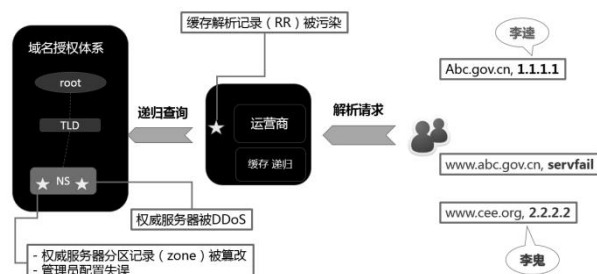 缓存解析记录（RR）被污染
李逵
域名授权体系
root
Abc.gov.cn, 1.1.1.1
TLD
递归查询
运营商
解析请求
缓存 递归
NS
www.abc.gov.cn, servfail
权威服务器被DDoS
www.cee.org, 2.2.2.2
- 权威服务器分区记录（zone）被篡改
- 管理员配置失误
李鬼